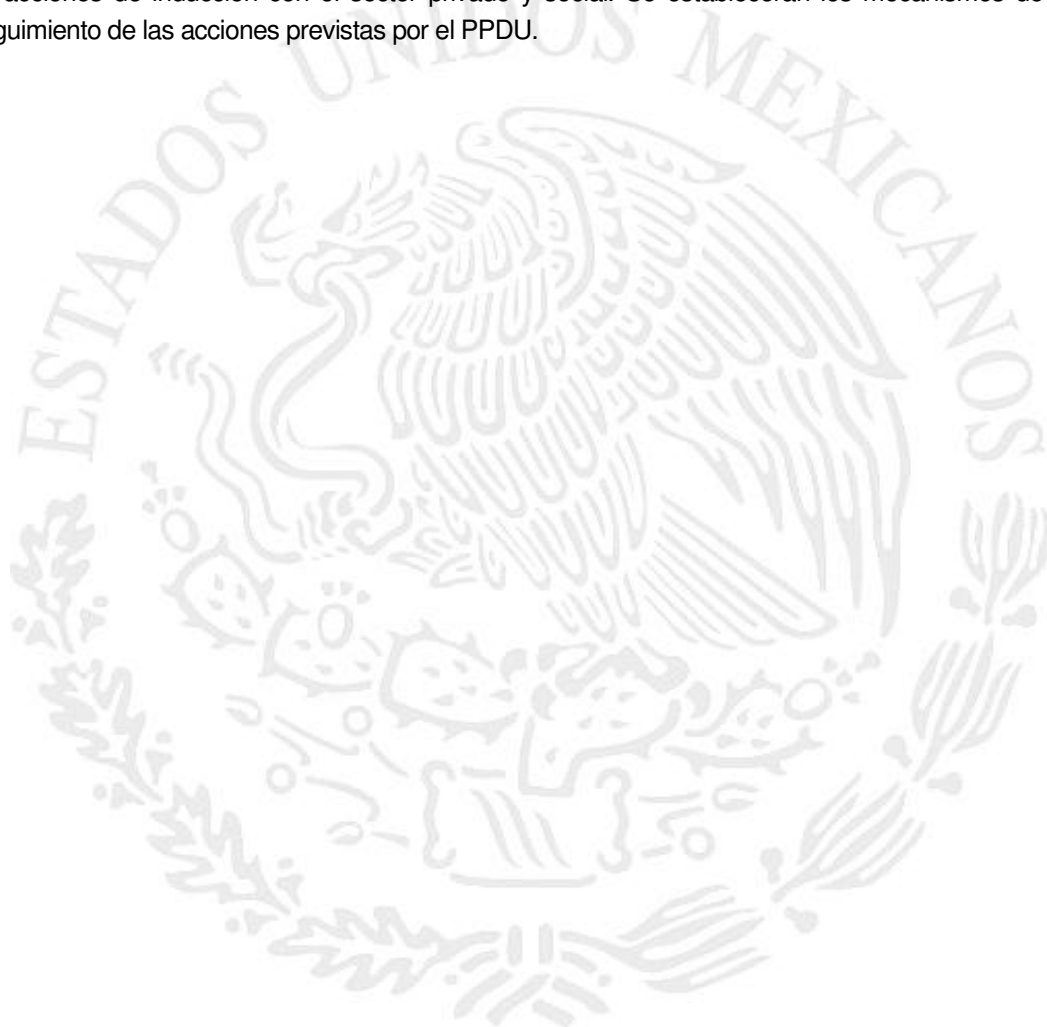 acciones de inducción con el sector privado y social. Se establecerán los mecanismos de
guimiento de las acciones previstas por el PPDU.
ESTADOS UNIDOS MEXICANOS